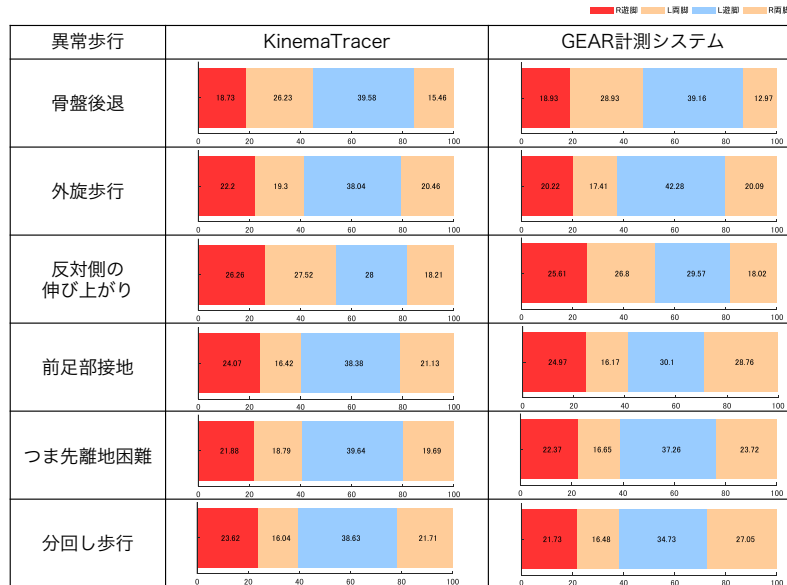 R遊脚 L両脚 L遊脚 R両脚
異常歩行 KinemaTracer GEAR計測システム
骨盤後退
18.73 26.23 39.58 15.46
0 20 40 60 80 100
18.93 28.93 39.16 12.97
0 20 40 60 80 100
外旋歩行
22.2 19.3 38.04 20.46
0 20 40 60 80 100
20.22 17.41 42.28 20.09
0 20 40 60 80 100
反対側の
伸び上がり
26.26 27.52 28 18.21
0 20 40 60 80 100
25.61 26.8 29.57 18.02
0 20 40 60 80 100
前足部接地
24.07 16.42 38.38 21.13
0 20 40 60 80 100
24.97 16.17 30.1 28.76
0 20 40 60 80 100
つま先離地困難
21.88 18.79 39.64 19.69
0 20 40 60 80 100
22.37 16.65 37.26 23.72
0 20 40 60 80 100
分回し歩行
23.62 16.04 38.63 21.71
0 20 40 60 80 100
21.73 16.48 34.73 27.05
0 20 40 60 80 100